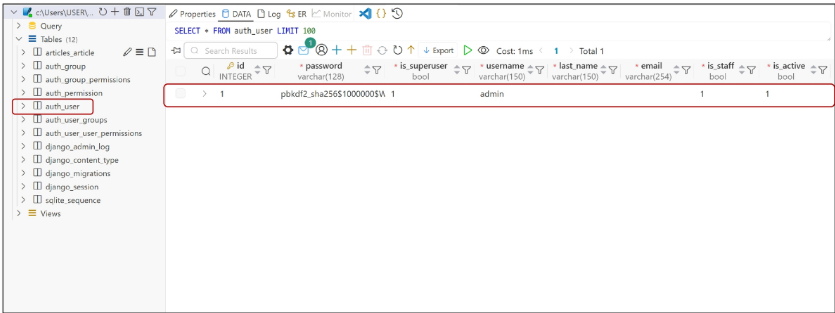 c:\Users\USER\...
Properties DATA Log ER Monitor
Query
SELECT * FROM auth_user LIMIT 100
Tables (12)
articles_article
1
Search Results Export Cost: 1ms < 1 > Total 1
auth_group
auth_group_permissions
* id * password * is_superuser * username * last_name * email * is_staff * is_active
INTEGER varchar(128) bool varchar(150) varchar(150) varchar(254) bool bool
auth_permission
1 pbkdf2_sha256$1000000$\A 1 admin 1 1
auth_user
auth_user_groups
auth_user_user_permissions
django_admin_log
django_content_type
django_migrations
django_session
sqlite_sequence
Views